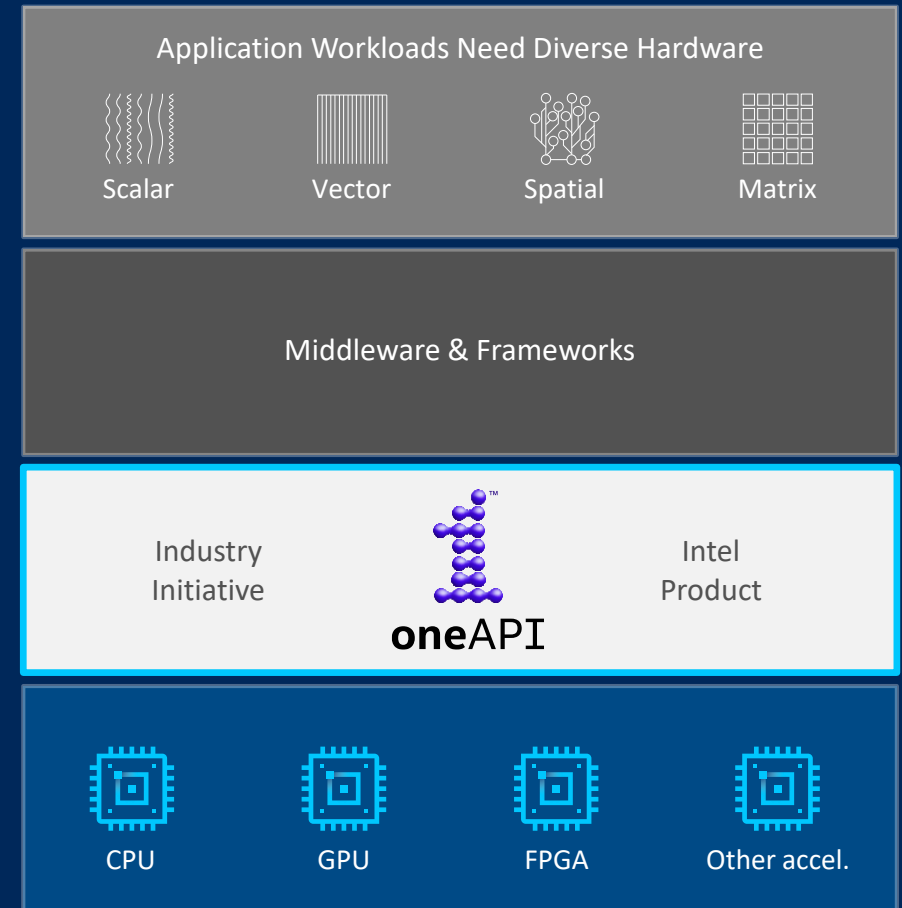 Application Workloads Need Diverse Hardware
Scalar Vector Spatial Matrix
Middleware & Frameworks
Industry
Initiative
™
oneAPI
Intel
Product
CPU GPU FPGA Other accel.